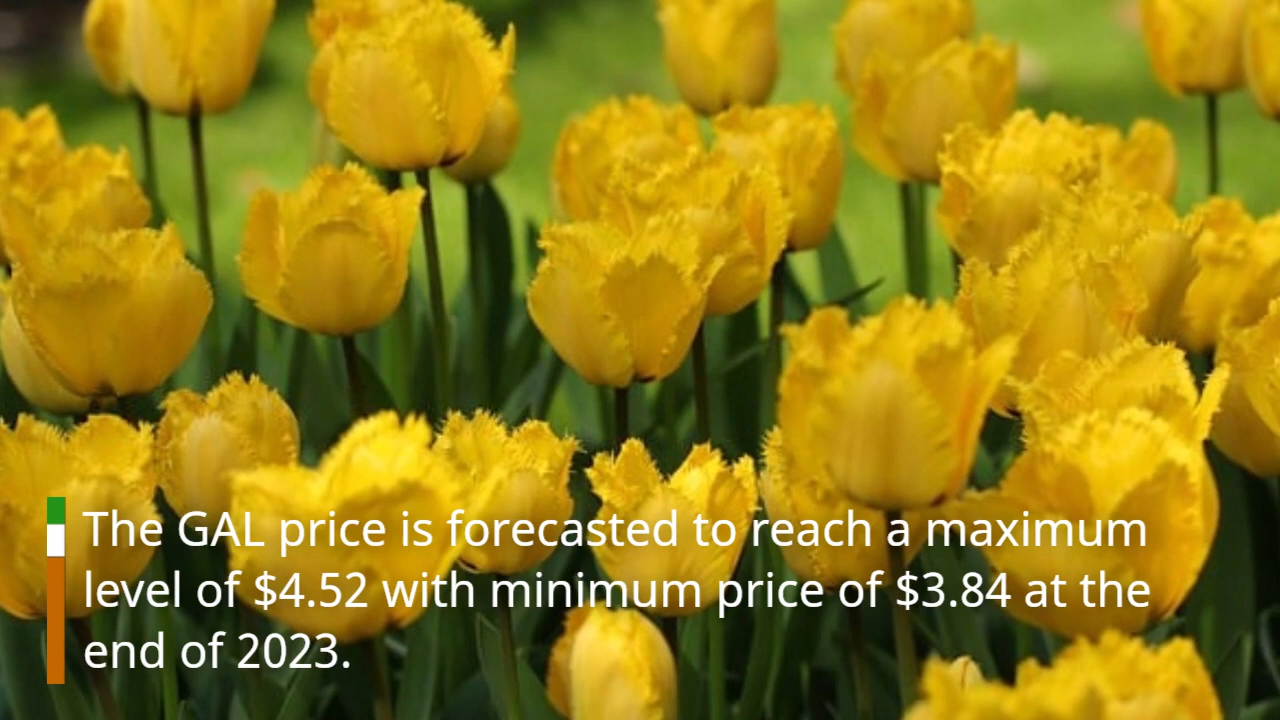 The GAL price is forecasted to reach a maximum
level of $4.52 with minimum price of $3.84 at the
end of 2023.